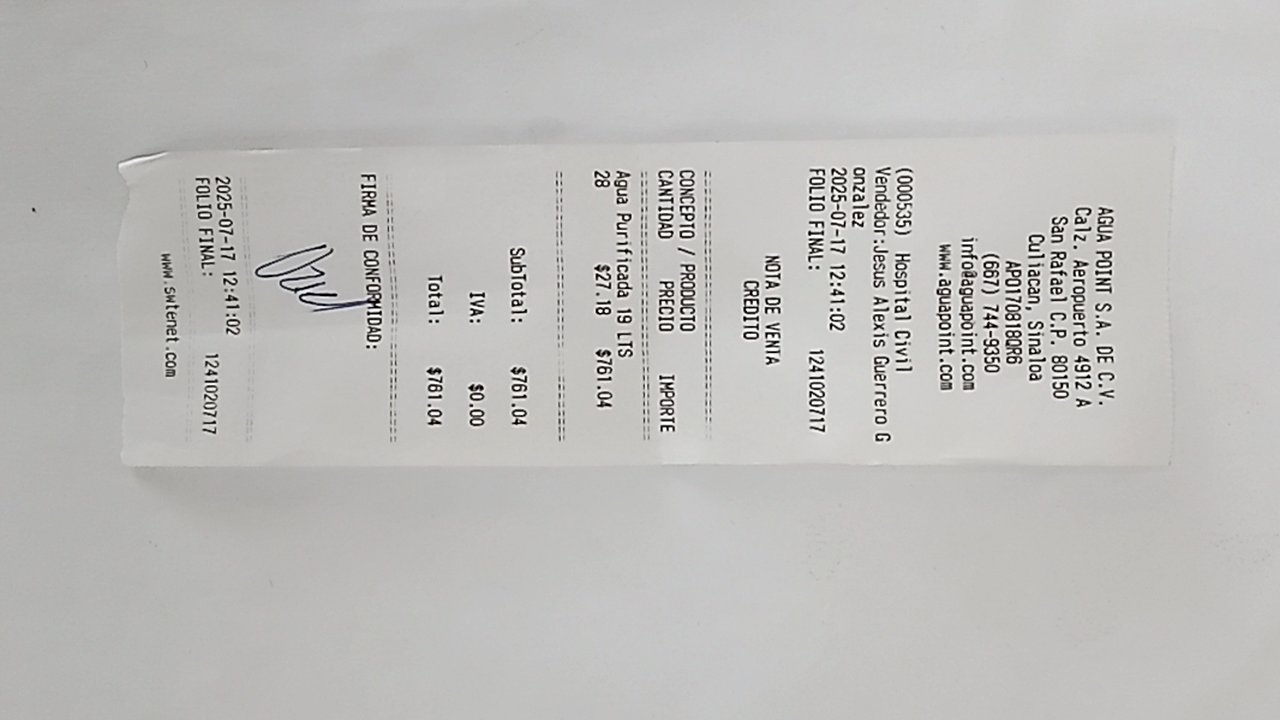 AGUA POINT S.A. DE C.V.
Calz. Aeropuerto 4912 A
San Rafael C.P. 80150
Culiacan, Sinaloa
APO170818QR6
(667) 744-9350
info@aguapoint.com
www.aguapoint.com
(000535) Hospital Civil
Vendedor:Jesus Alexis Guerrero G
onzalez
2025-07-17 12:41:02
FOLIO FINAL: 1241020717
NOTA DE VENTA
CREDITO
CONCEPTO / PRODUCTO
CANTIDAD PRECIO IMPORTE
Agua Purificada 19 LTS
28 $27.18 $761.04
SubTotal: $761.04
IVA: $0.00
Total: $761.04
FIRMA DE CONFORMIDAD:
2025-07-17 12:41:02
FOLIO FINAL: 1241020717
www.swtenet.com